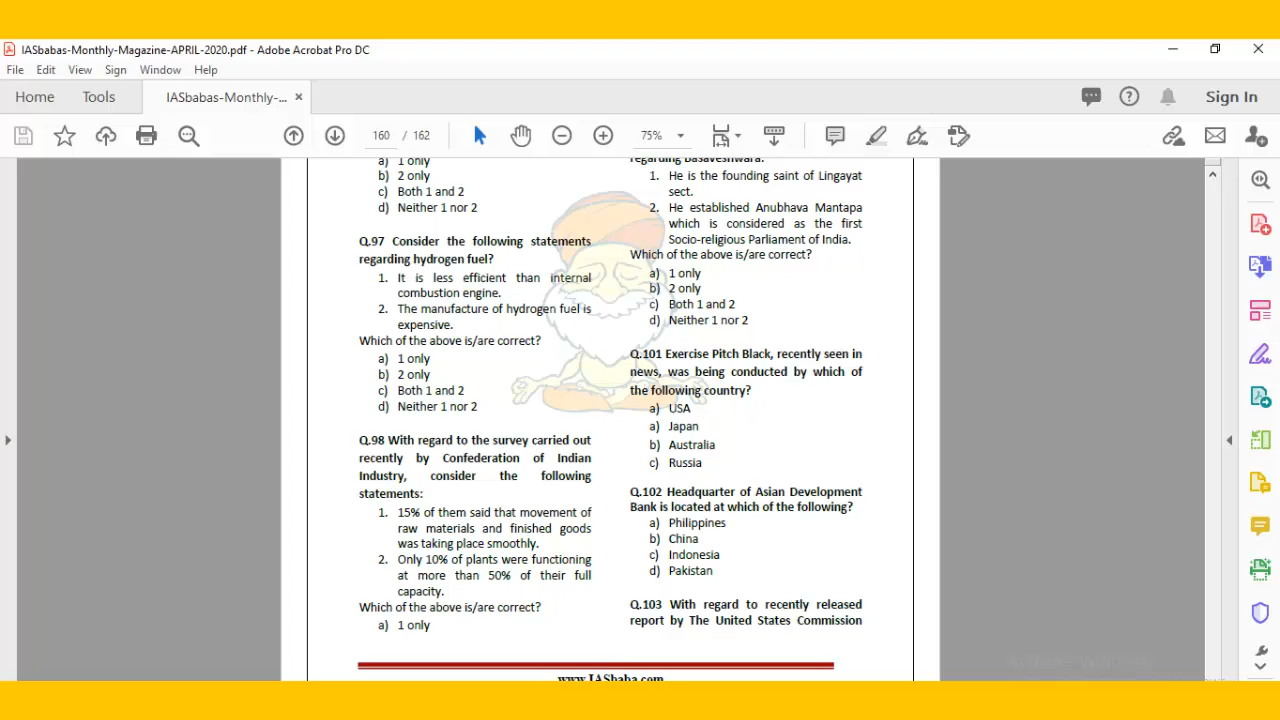 IASbabas-Monthly-Magazine-APRIL-2020.pdf - Adobe Acrobat Pro DC
File Edit View Sign Window Help
Home Tools IASbabas-Monthly-... × Sign In
160 / 162 75%
a) 1 only
b) 2 only
c) Both 1 and 2
d) Neither 1 nor 2
Q.97 Consider the following statements
regarding hydrogen fuel?
1. It is less efficient than internal
combustion engine.
2. The manufacture of hydrogen fuel is
expensive.
Which of the above is/are correct?
a) 1 only
b) 2 only
c) Both 1 and 2
d) Neither 1 nor 2
Q.98 With regard to the survey carried out
recently by Confederation of Indian
Industry, consider the following
statements:
1. 15% of them said that movement of
raw materials and finished goods
was taking place smoothly.
2. Only 10% of plants were functioning
at more than 50% of their full
capacity.
Which of the above is/are correct?
a) 1 only
regarding Basaveshwara.
1. He is the founding saint of Lingayat
sect.
2. He established Anubhava Mantapa
which is considered as the first
Socio-religious Parliament of India.
Which of the above is/are correct?
a) 1 only
b) 2 only
c) Both 1 and 2
d) Neither 1 nor 2
Q.101 Exercise Pitch Black, recently seen in
news, was being conducted by which of
the following country?
a) USA
a) Japan
b) Australia
c) Russia
Q.102 Headquarter of Asian Development
Bank is located at which of the following?
a) Philippines
b) China
c) Indonesia
d) Pakistan
Q.103 With regard to recently released
report by The United States Commission
www.IASbaba.com